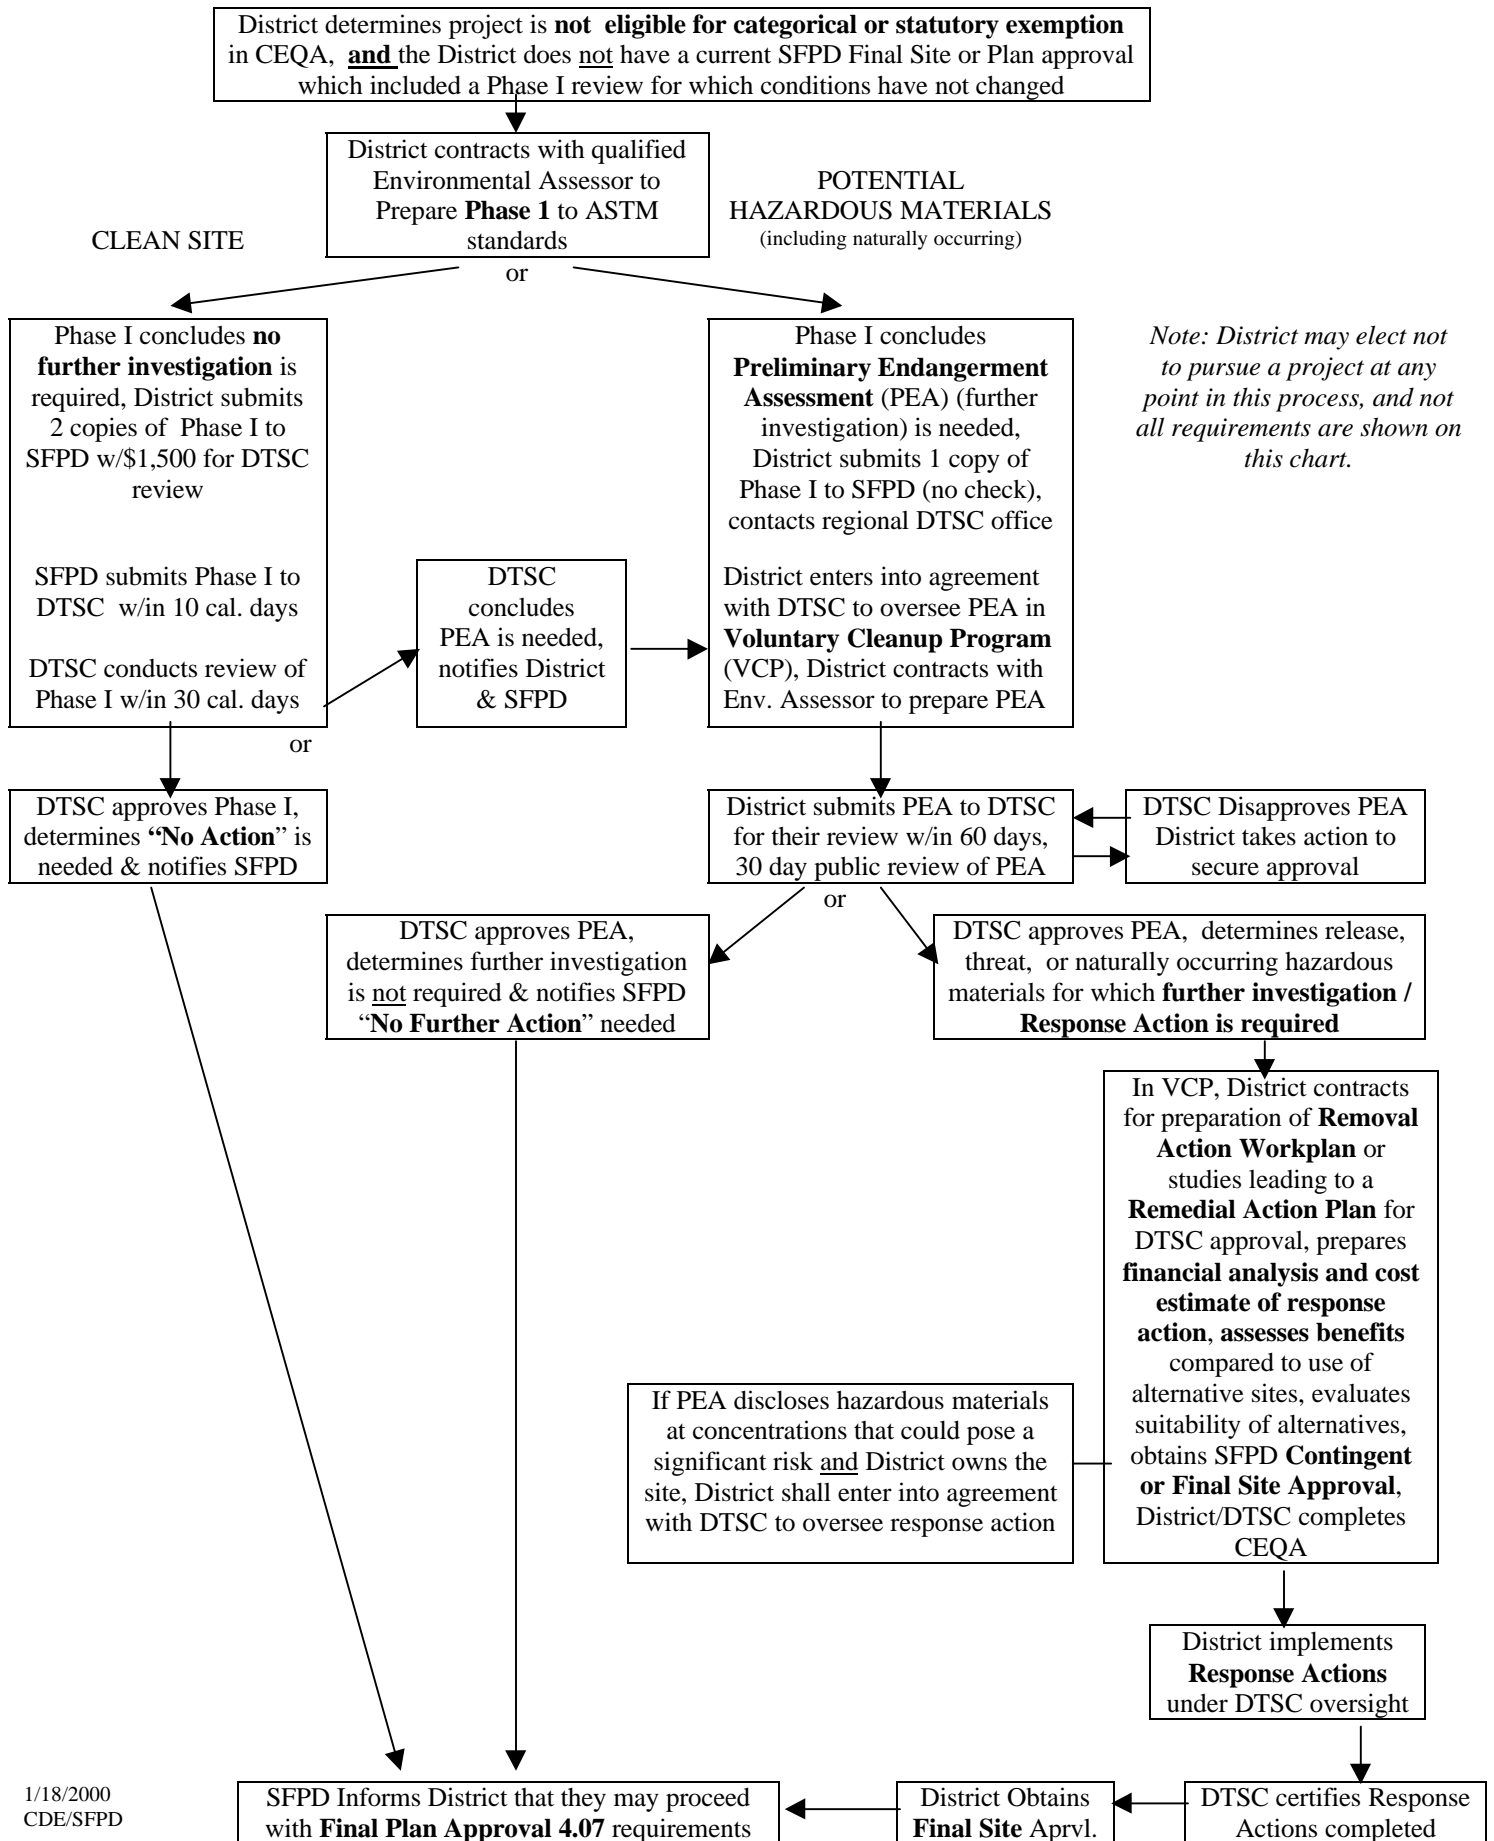 District determines project is not eligible for categorical or statutory exemption
in CEQA, and the District does not have a current SFPD Final Site or Plan approval
which included a Phase I review for which conditions have not changed
District contracts with qualified
Environmental Assessor to
Prepare Phase 1 to ASTM
standards
CLEAN SITE
POTENTIAL
HAZARDOUS MATERIALS
(including naturally occurring)
or
Phase I concludes no
further investigation is
required, District submits
2 copies of Phase I to
SFPD w/$1,500 for DTSC
review
SFPD submits Phase I to
DTSC w/in 10 cal. days
DTSC conducts review of
Phase I w/in 30 cal. days
or
DTSC
concludes
PEA is needed,
notifies District
& SFPD
Phase I concludes
Preliminary Endangerment
Assessment (PEA) (further
investigation) is needed,
District submits 1 copy of
Phase I to SFPD (no check),
contacts regional DTSC office
District enters into agreement
with DTSC to oversee PEA in
Voluntary Cleanup Program
(VCP), District contracts with
Env. Assessor to prepare PEA
Note: District may elect not
to pursue a project at any
point in this process, and not
all requirements are shown on
this chart.
DTSC approves Phase I,
determines “No Action” is
needed & notifies SFPD
District submits PEA to DTSC
for their review w/in 60 days,
30 day public review of PEA
DTSC Disapproves PEA
District takes action to
secure approval
or
DTSC approves PEA,
determines further investigation
is not required & notifies SFPD
“No Further Action” needed
DTSC approves PEA, determines release,
threat, or naturally occurring hazardous
materials for which further investigation /
Response Action is required
In VCP, District contracts
for preparation of Removal
Action Workplan or
studies leading to a
Remedial Action Plan for
DTSC approval, prepares
financial analysis and cost
estimate of response
action, assesses benefits
compared to use of
alternative sites, evaluates
suitability of alternatives,
obtains SFPD Contingent
or Final Site Approval,
District/DTSC completes
CEQA
If PEA discloses hazardous materials
at concentrations that could pose a
significant risk and District owns the
site, District shall enter into agreement
with DTSC to oversee response action
District implements
Response Actions
under DTSC oversight
1/18/2000
CDE/SFPD
SFPD Informs District that they may proceed
with Final Plan Approval 4.07 requirements
District Obtains
Final Site Aprvl.
DTSC certifies Response
Actions completed